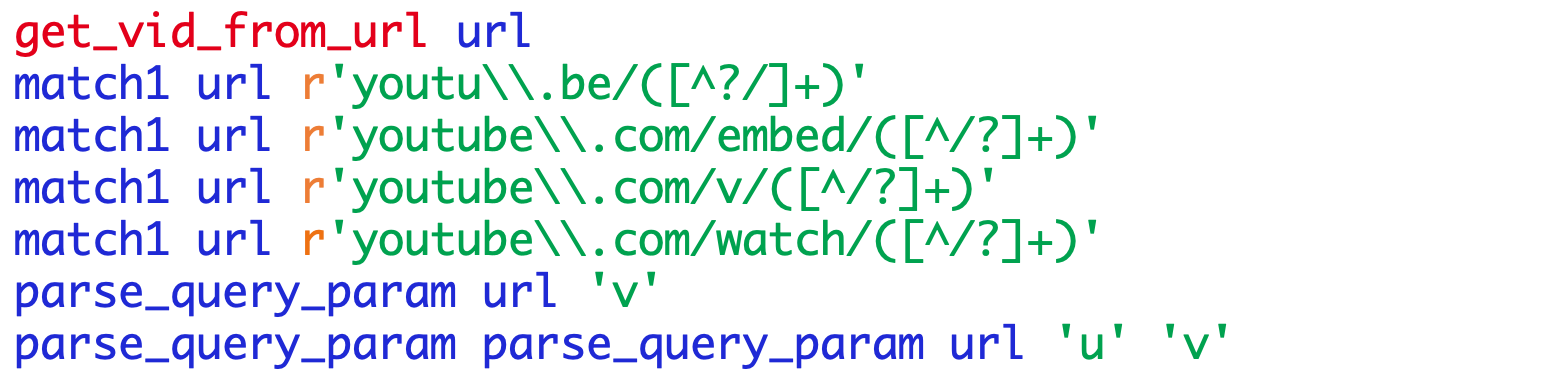 get_vid_from_url url
match1 url r'youtu\\.be/([^?/]+)'
match1 url r'youtube\\.com/embed/([^/?]+)'
match1 url r'youtube\\.com/v/([^/?]+)'
match1 url r'youtube\\.com/watch/([^/?]+)'
parse_query_param url 'v'
parse_query_param parse_query_param url 'u' 'v'